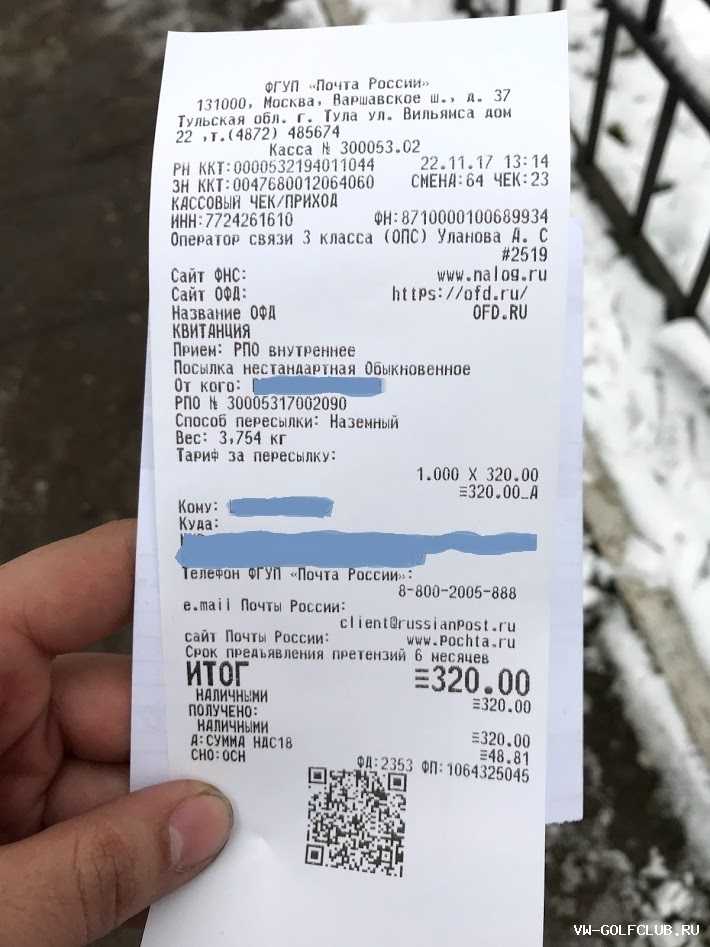 ФГУП «Почта России»
131000, Москва, Варшавское ш., д. 37
Тульская обл. г. Тула ул. Вильямса дом
22 ,т.(4872) 485674
Касса № 300053.02
РН ККТ:0000532194011044 22.11.17 13:14
ЗН ККТ:00476800120­64060 СМЕНА:64 ЧЕК:23
КАССОВЫЙ ЧЕК/ПРИХОД
ИНН:7724261610 ФН:8710000100689934
Оператор связи 3 класса (ОПС) Уланова А. С
#2519
Сайт ФНС: www.nalog.ru
Сайт ОФД: https://ofd.ru/
Название ОФД OFD.RU
КВИТАНЦИЯ
Прием: РПО внутреннее
Посылка нестандартная Обыкновенное
От кого:
РПО № 30005317002090
Способ пересылки: Наземный
Вес: 3,754 кг
Тариф за пересылку:
1.000 X 320.00
≡320.00_А
Кому:
Куда:
Телефон ФГУП «Почта России»:
8-800-2005-888
e.mail Почты России:
client@russianpost.ru
сайт Почты России: www.pochta.ru
Срок предъявления претензий 6 месяцев
ИТОГ ≡320.00
НАЛИЧНЫМИ ≡320.00
ПОЛУЧЕНО:
НАЛИЧНЫМИ ≡320.00
А:СУММА НДС18 ≡48.81
СНО:ОСН ФД:2353 ФП:1064325045
VW-GOLFCLUB.RU